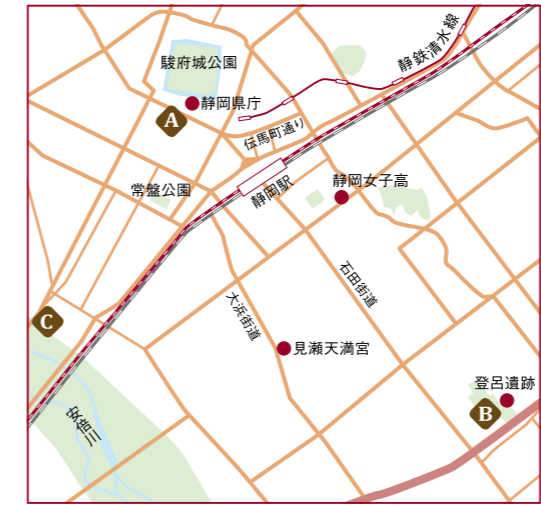 静鉄清水線
駿府城公園
静岡県庁
A
伝馬町通り
静岡女子高
常盤公園
静岡駅
石田街道
大浜街道
C
見瀬天満宮
登呂遺跡
B
安倍川